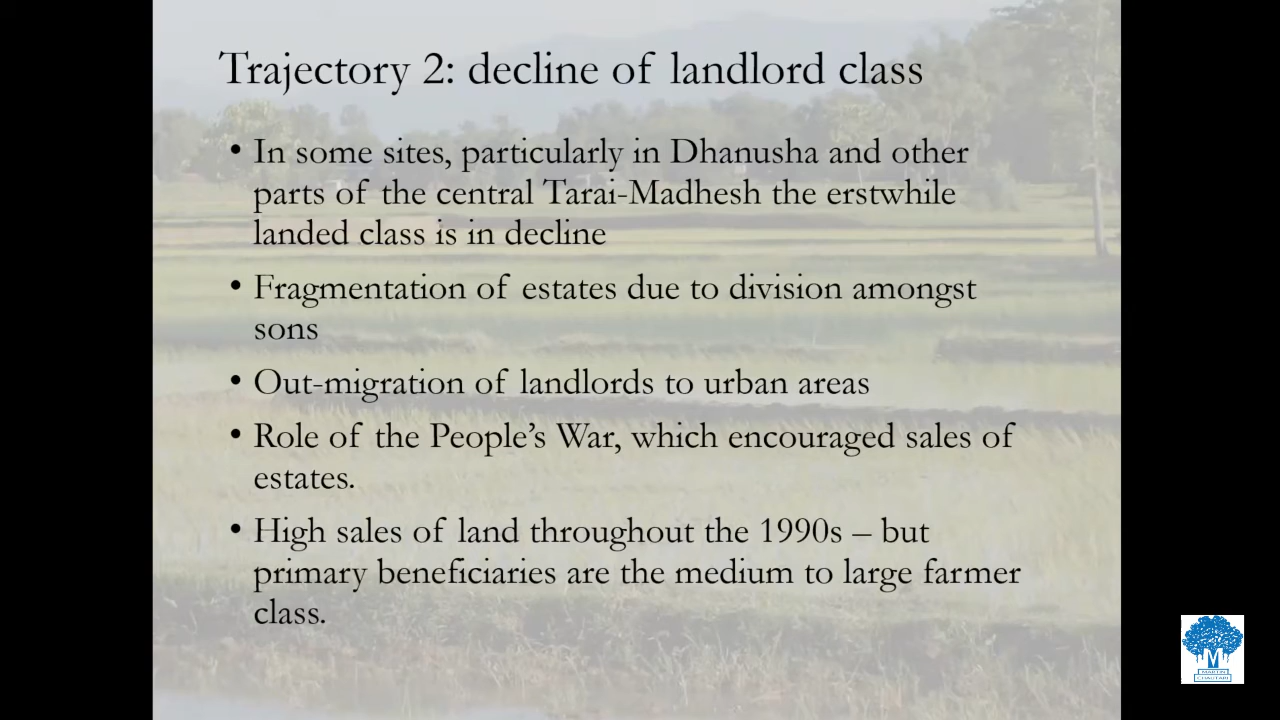 Trajectory 2: decline of landlord class
• In some sites, particularly in Dhanusha and other
parts of the central Tarai-Madhesh the erstwhile
landed class is in decline
• Fragmentation of estates due to division amongst
sons
• Out-migration of landlords to urban areas
• Role of the People’s War, which encouraged sales of
estates.
• High sales of land throughout the 1990s – but
primary beneficiaries are the medium to large farmer
class.
M
MARTIN
CHAUTARI